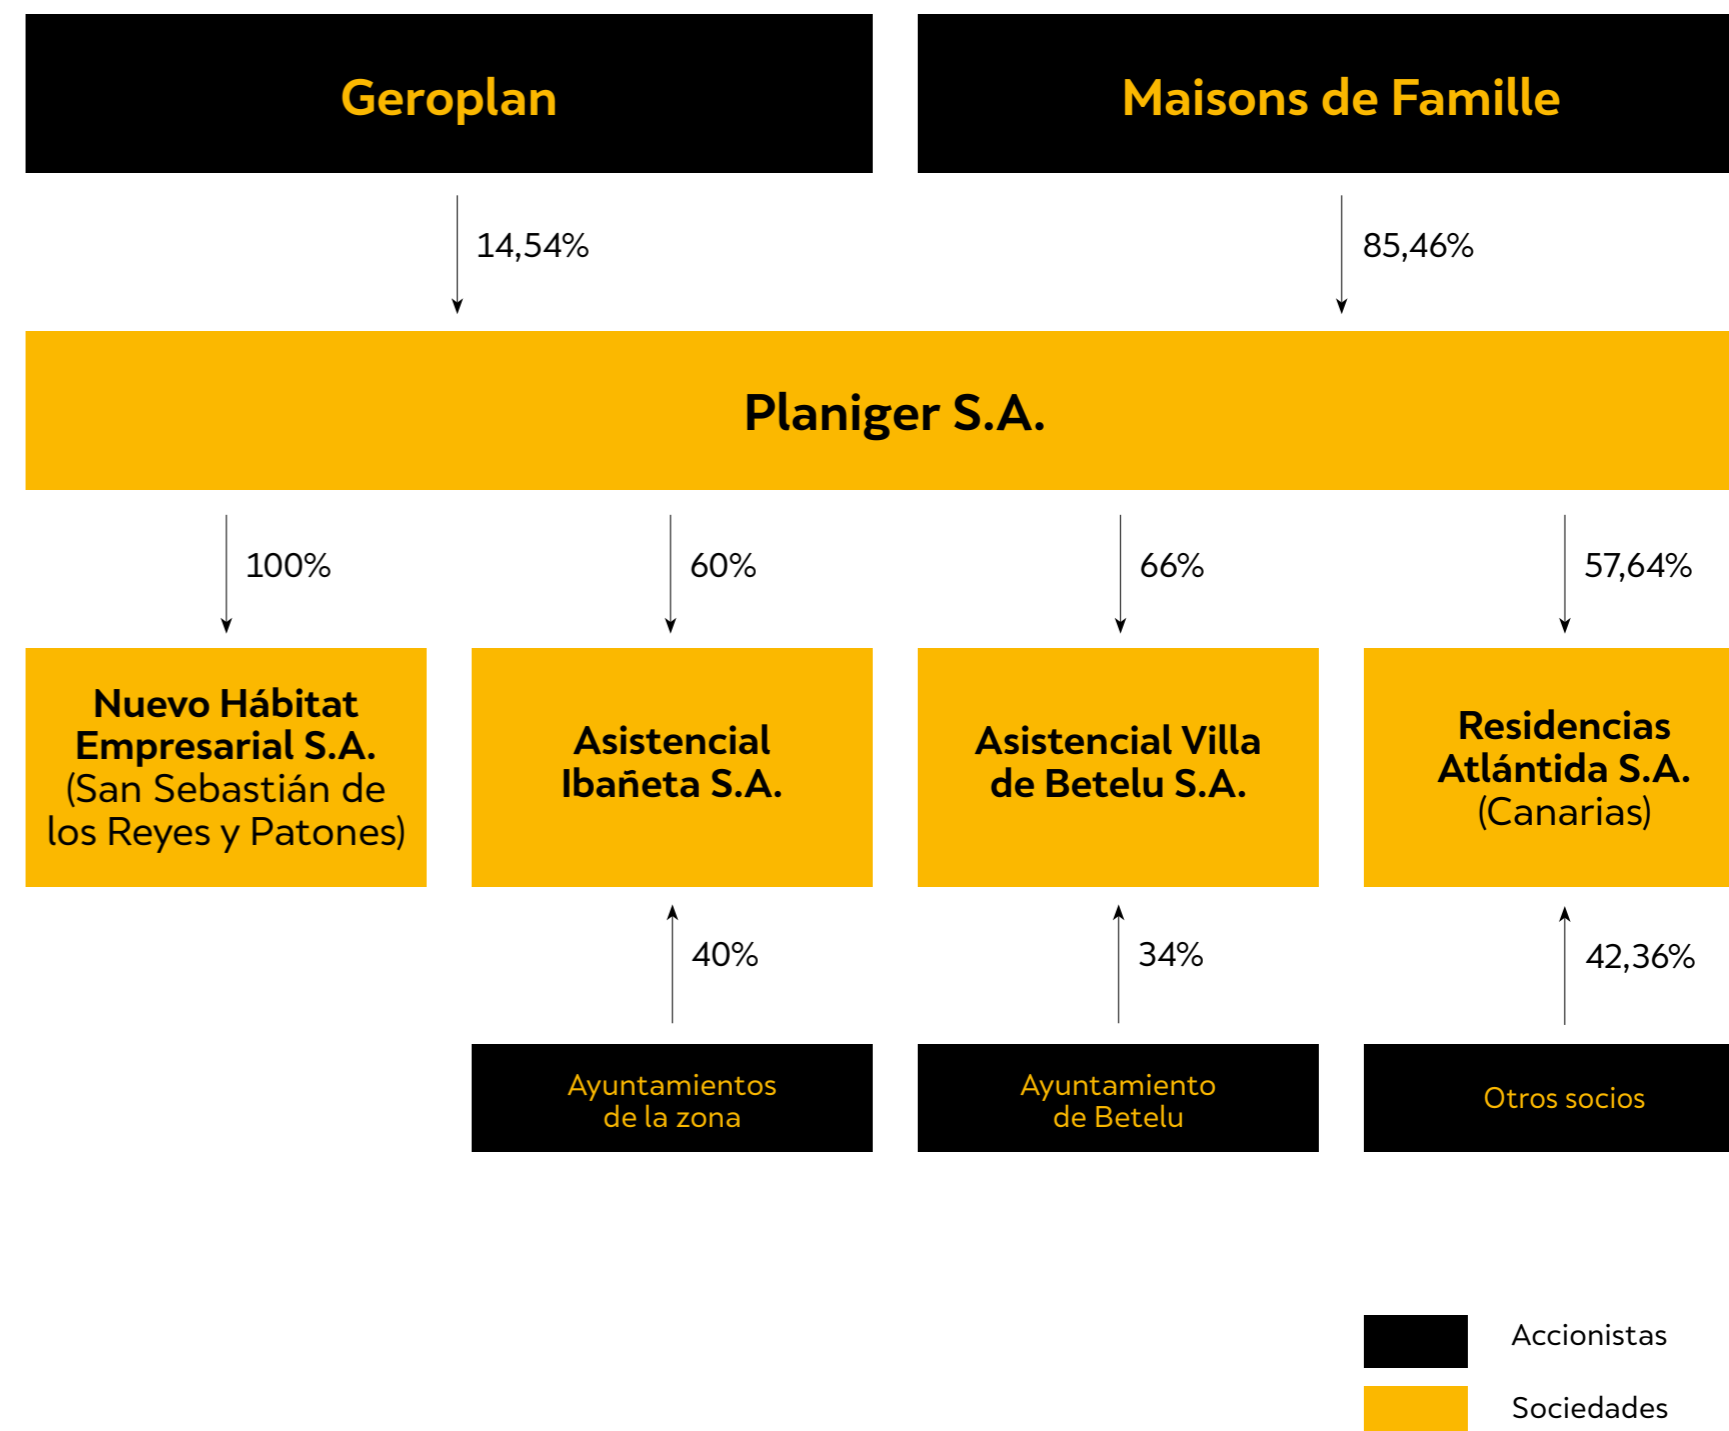 Geroplan
Maisons de Famille
14,54%
85,46%
Planiger S.A.
100%
60%
66%
57,64%
Nuevo Hábitat
Empresarial S.A.
(San Sebastián de
los Reyes y Patones)
Asistencial
Ibañeta S.A.
Asistencial Villa
de Betelu S.A.
Residencias
Atlántida S.A.
(Canarias)
40%
34%
42,36%
Ayuntamientos
de la zona
Ayuntamiento
de Betelu
Otros socios
Accionistas
Sociedades